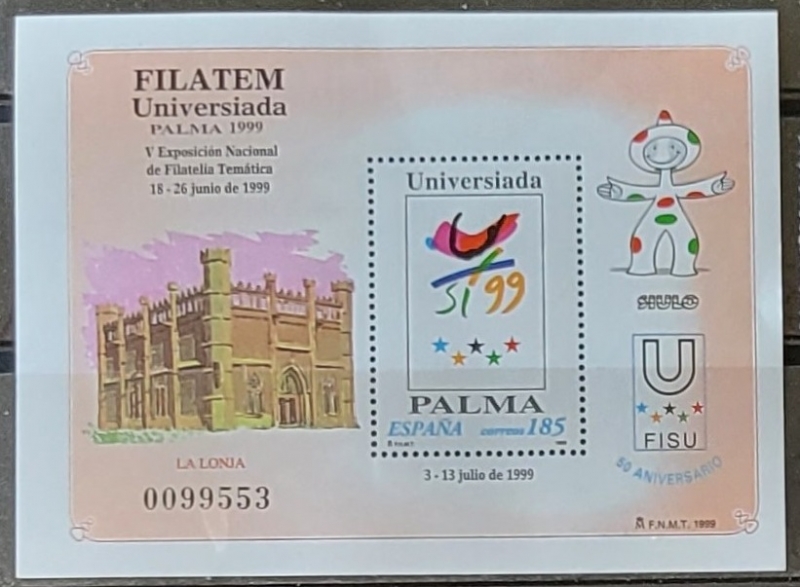 FILATEM
Universiada
PALMA 1999
V Exposición Nacional
de Filatelia Temática
18 - 26 junio de 1999
LA LONJA
0099553
Universiada
SI 99
PALMA
ESPAÑA correos 185
3 - 13 julio de 1999
SIULO
U
FISU
50 ANIVERSARIO
F.N.M.T. 1999